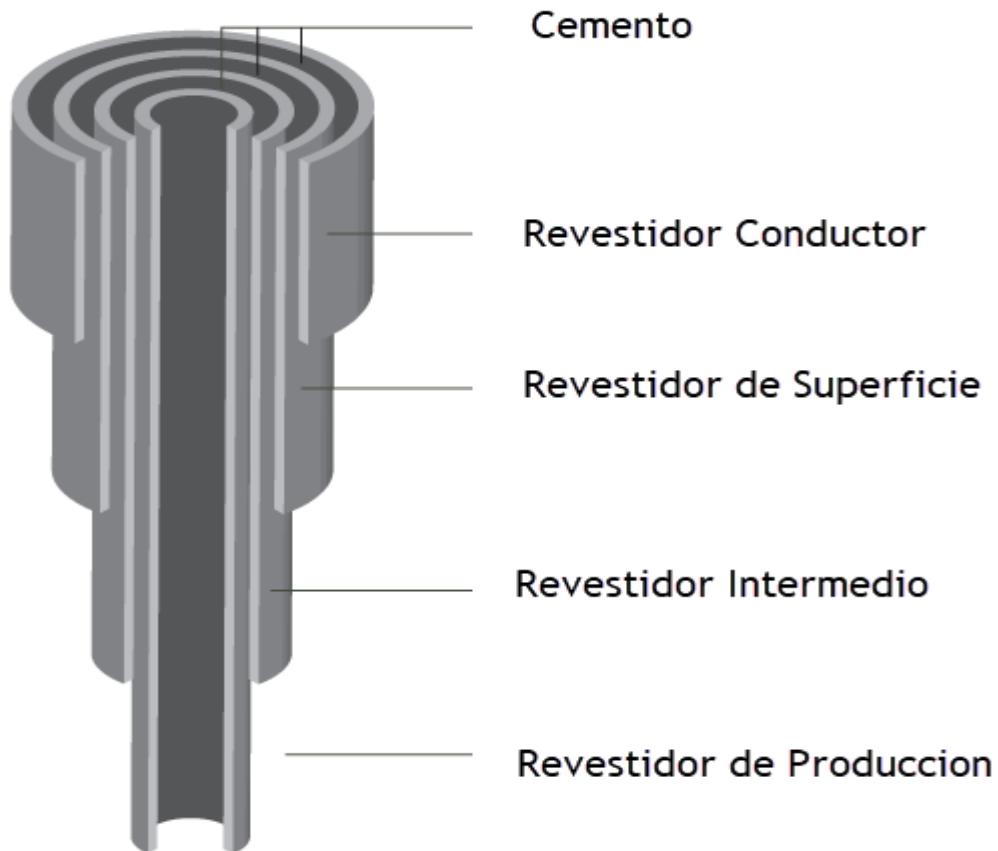 Cemento
Revestidor Conductor
Revestidor de Superficie
Revestidor Intermedio
Revestidor de Produccion